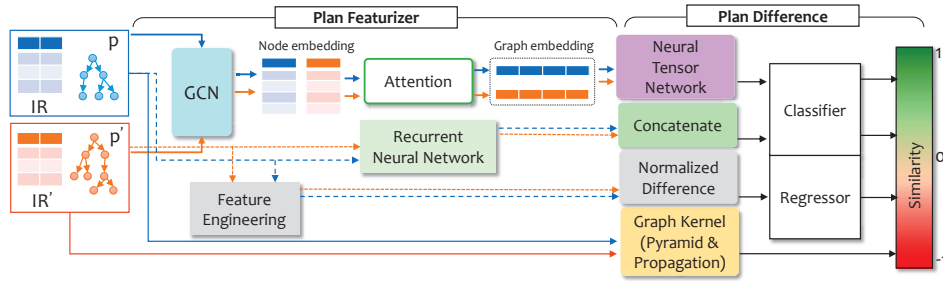 Plan Featurizer
Plan Difference
p
IR
p'
IR'
GCN
Node embedding
Attention
Graph embedding
Recurrent
Neural Network
Feature
Engineering
Neural
Tensor
Network
Concatenate
Normalized
Difference
Graph Kernel
(Pyramid &
Propagation)
Classifier
Regressor
Similarity
1
0
-1